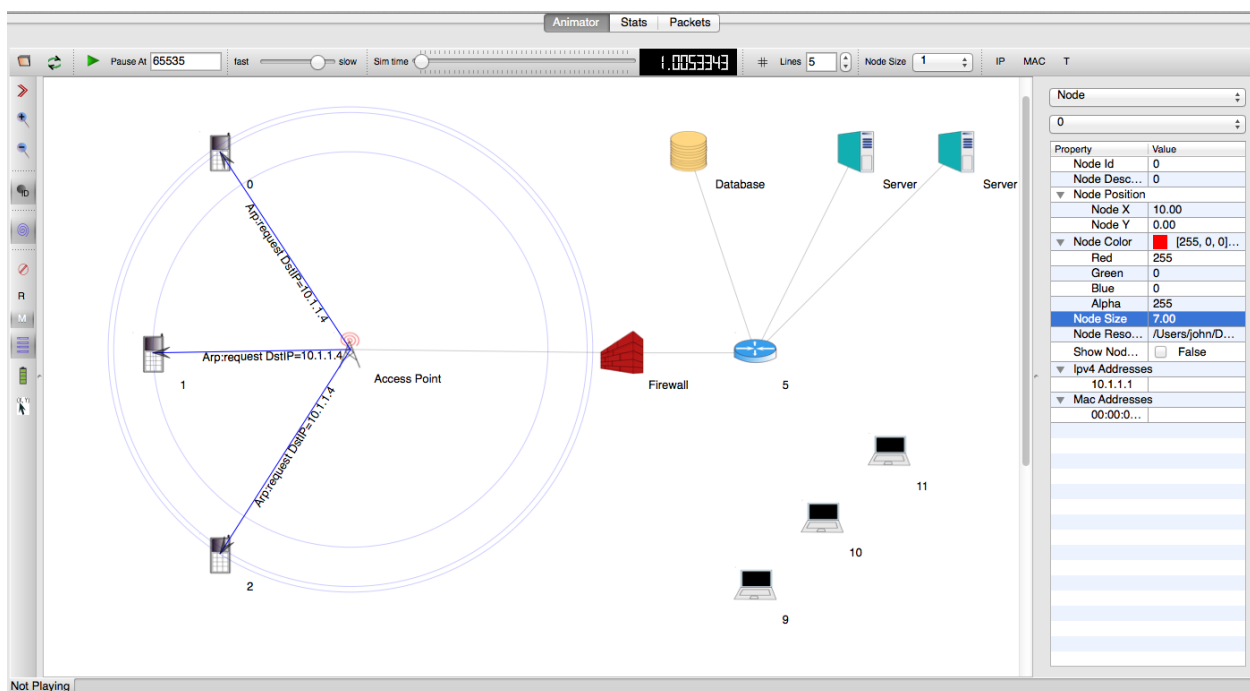 Animator Stats Packets
Pause At 65535 fast slow Sim time 1.0053343 # Lines 5 Node Size 1 IP MAC T
ID
R
M
(X, Y)
0
Arp:request DstIP=10.1.1.4
Arp:request DstIP=10.1.1.4
1
Arp:request DstIP=10.1.1.4
2
Access Point
Firewall
Database
Server
Server
5
11
10
9
Node
0
Property Value
Node Id 0
Node Desc... 0
Node Position
Node X 10.00
Node Y 0.00
Node Color [255, 0, 0]...
Red 255
Green 0
Blue 0
Alpha 255
Node Size 7.00
Node Reso... /Users/john/D...
Show Nod... False
Ipv4 Addresses
10.1.1.1
Mac Addresses
00:00:0...
Not Playing